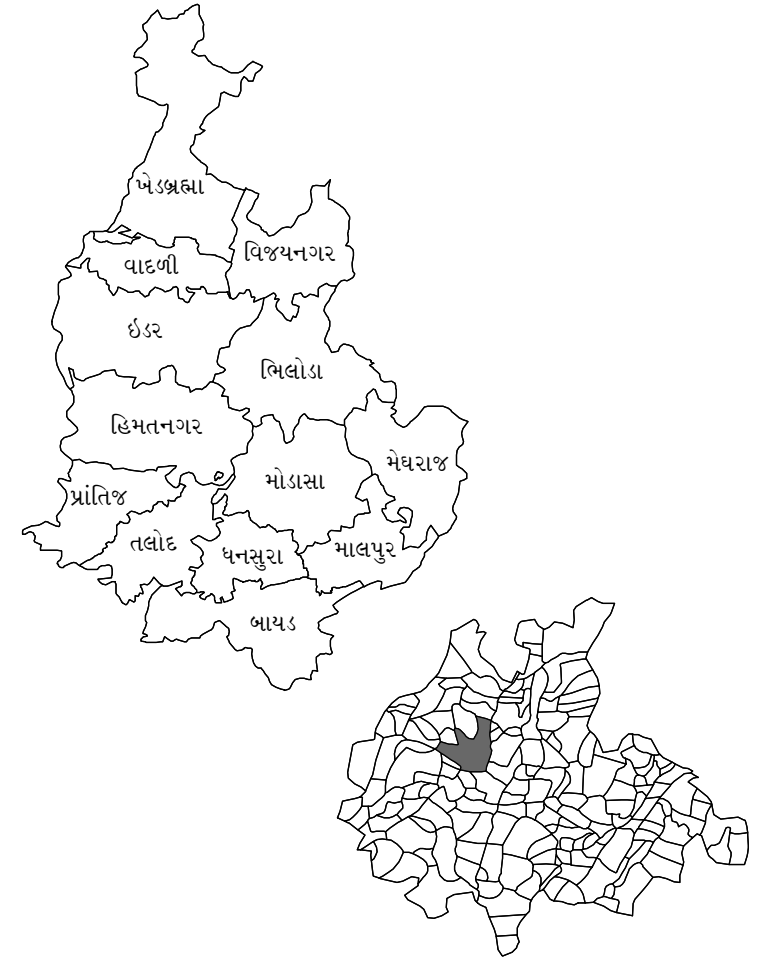 ખેડબ્રહ્મા
વિજયનગર
વાદળી
ઇડર
ભિલોડા
હિમતનગર
મેઘરાજ
મોડાસા
પ્રાંતિજ
તલોદ
ધનસુરા
માલપુર
બાયડ